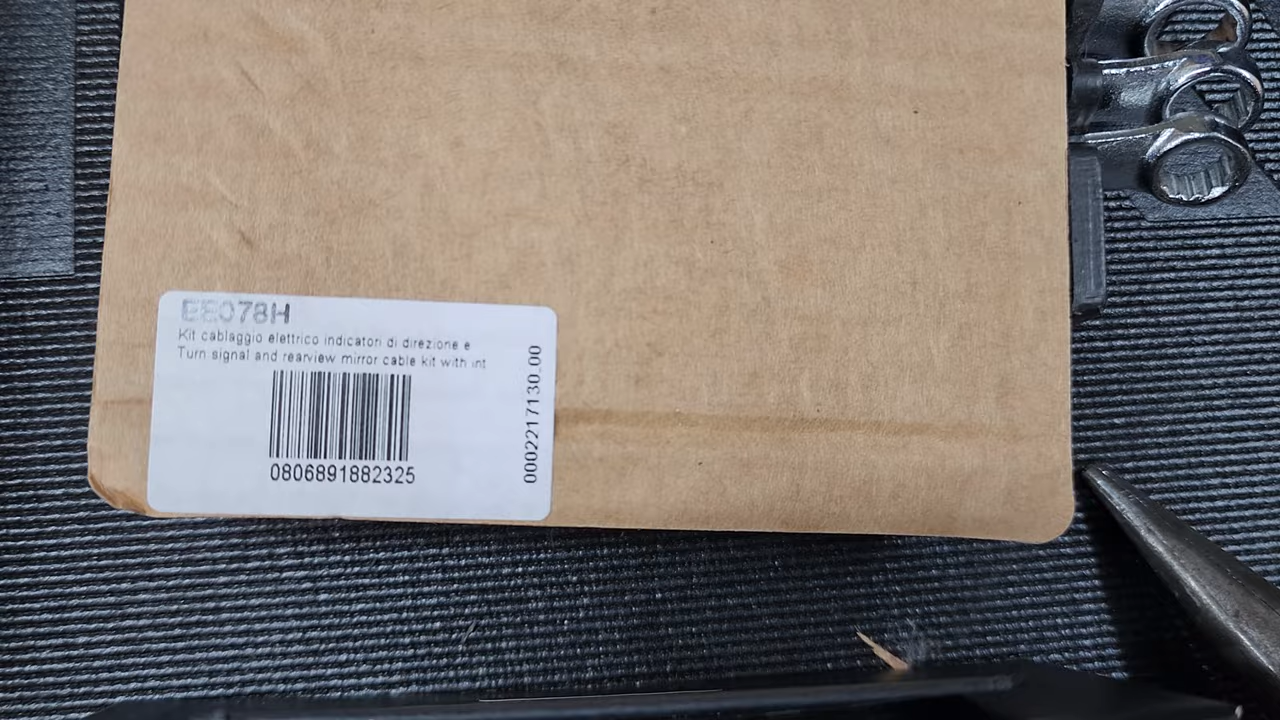 EE078H
Kit cablaggio elettrico indicatori di direzione e
Turn signal and rearview mirror cable kit with int
0806891882325
0002217130.00